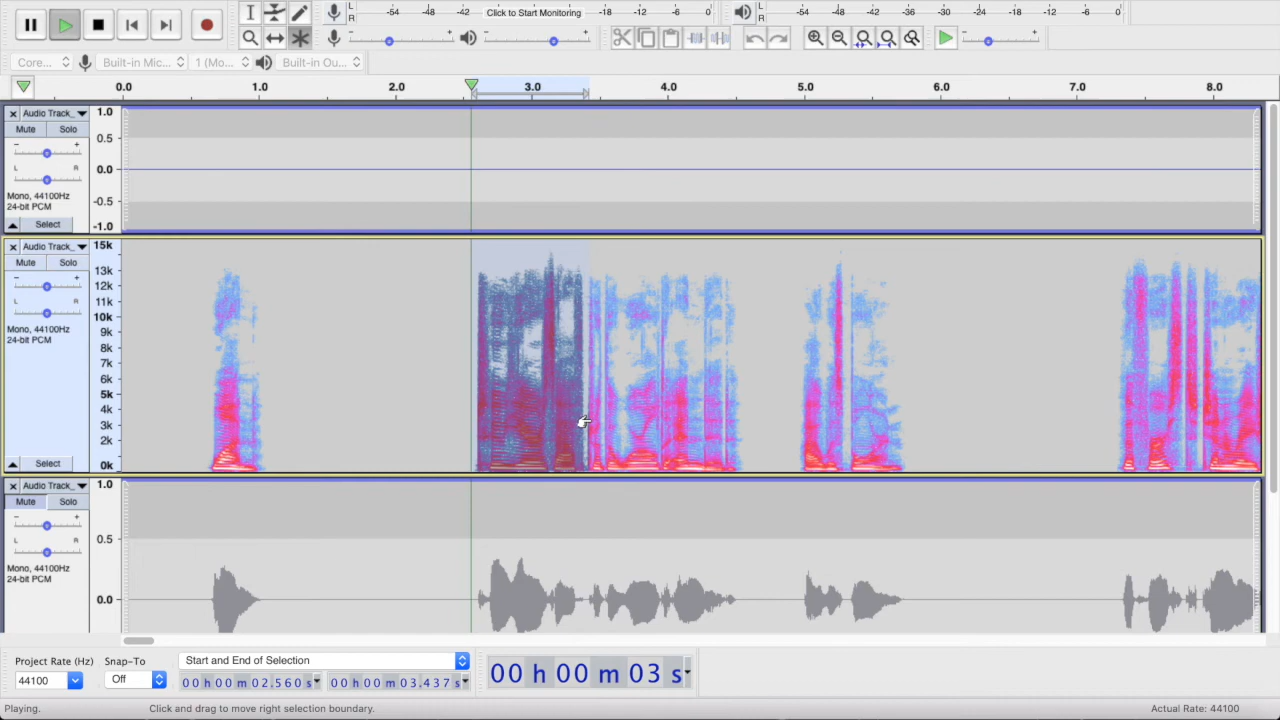 L
R
-54 -48 -42 Click to Start Monitoring -18 -12 -6 0
L
R
-54 -48 -42 -36 -30 -24 -18 -12 -6 0
- +
- +
- +
Core... Built-in Mic... 1 (Mo... Built-in Ou...
0.0 1.0 2.0 3.0 4.0 5.0 6.0 7.0 8.0
Audio Track_
Mute Solo
- +
L R
Mono, 44100Hz
24-bit PCM
Select
1.0
0.5
0.0
-0.5
-1.0
Audio Track_
Mute Solo
- +
L R
Mono, 44100Hz
24-bit PCM
Select
15k
13k
12k
11k
10k
9k
8k
7k
6k
5k
4k
3k
2k
0k
Audio Track_
Mute Solo
- +
L R
Mono, 44100Hz
24-bit PCM
1.0
0.5
0.0
Project Rate (Hz) Snap-To Start and End of Selection
44100 Off 00 h 00 m 02.560 s 00 h 00 m 03.437 s
00 h 00 m 03 s
Playing. Click and drag to move right selection boundary. Actual Rate: 44100